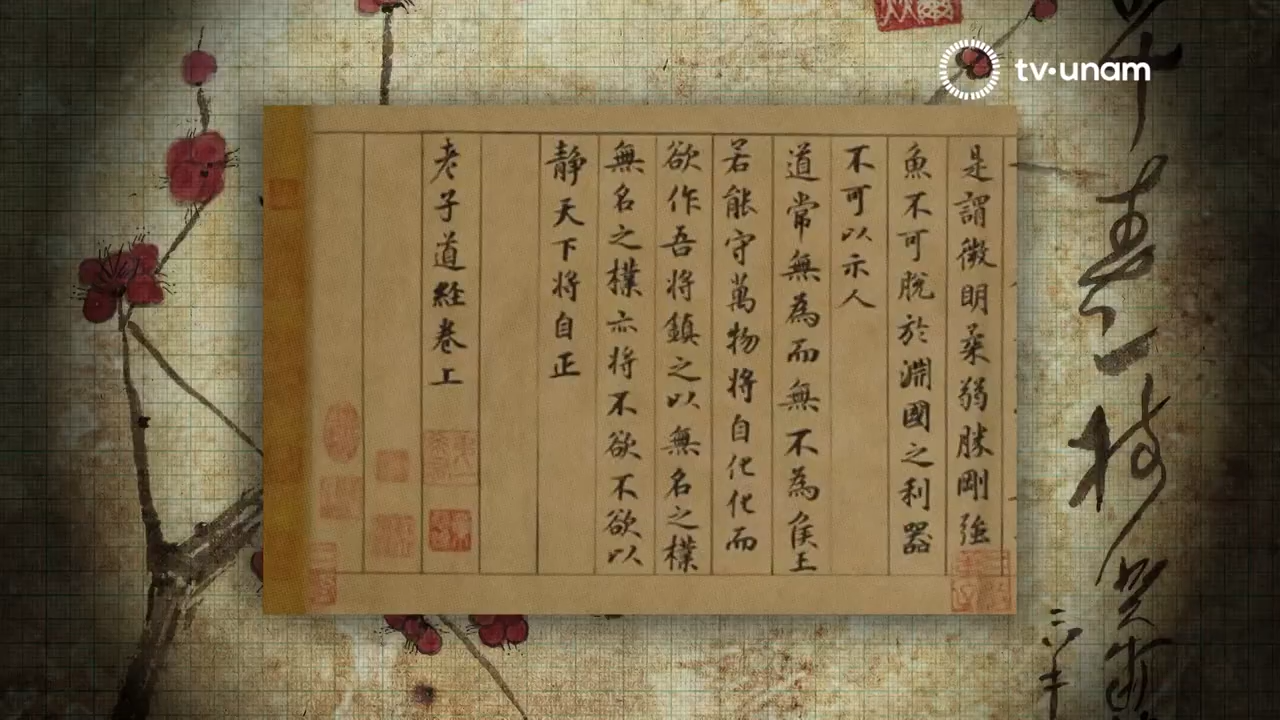 tv·unam
是謂微明柔弱勝剛強
魚不可脫於淵國之利器
不可以示人
道常無為而無不為侯王
若能守萬物將自化化而
欲作吾將鎮之以無名之樸
無名之樸亦將不欲不欲以
靜天下將自正
老子道經卷上